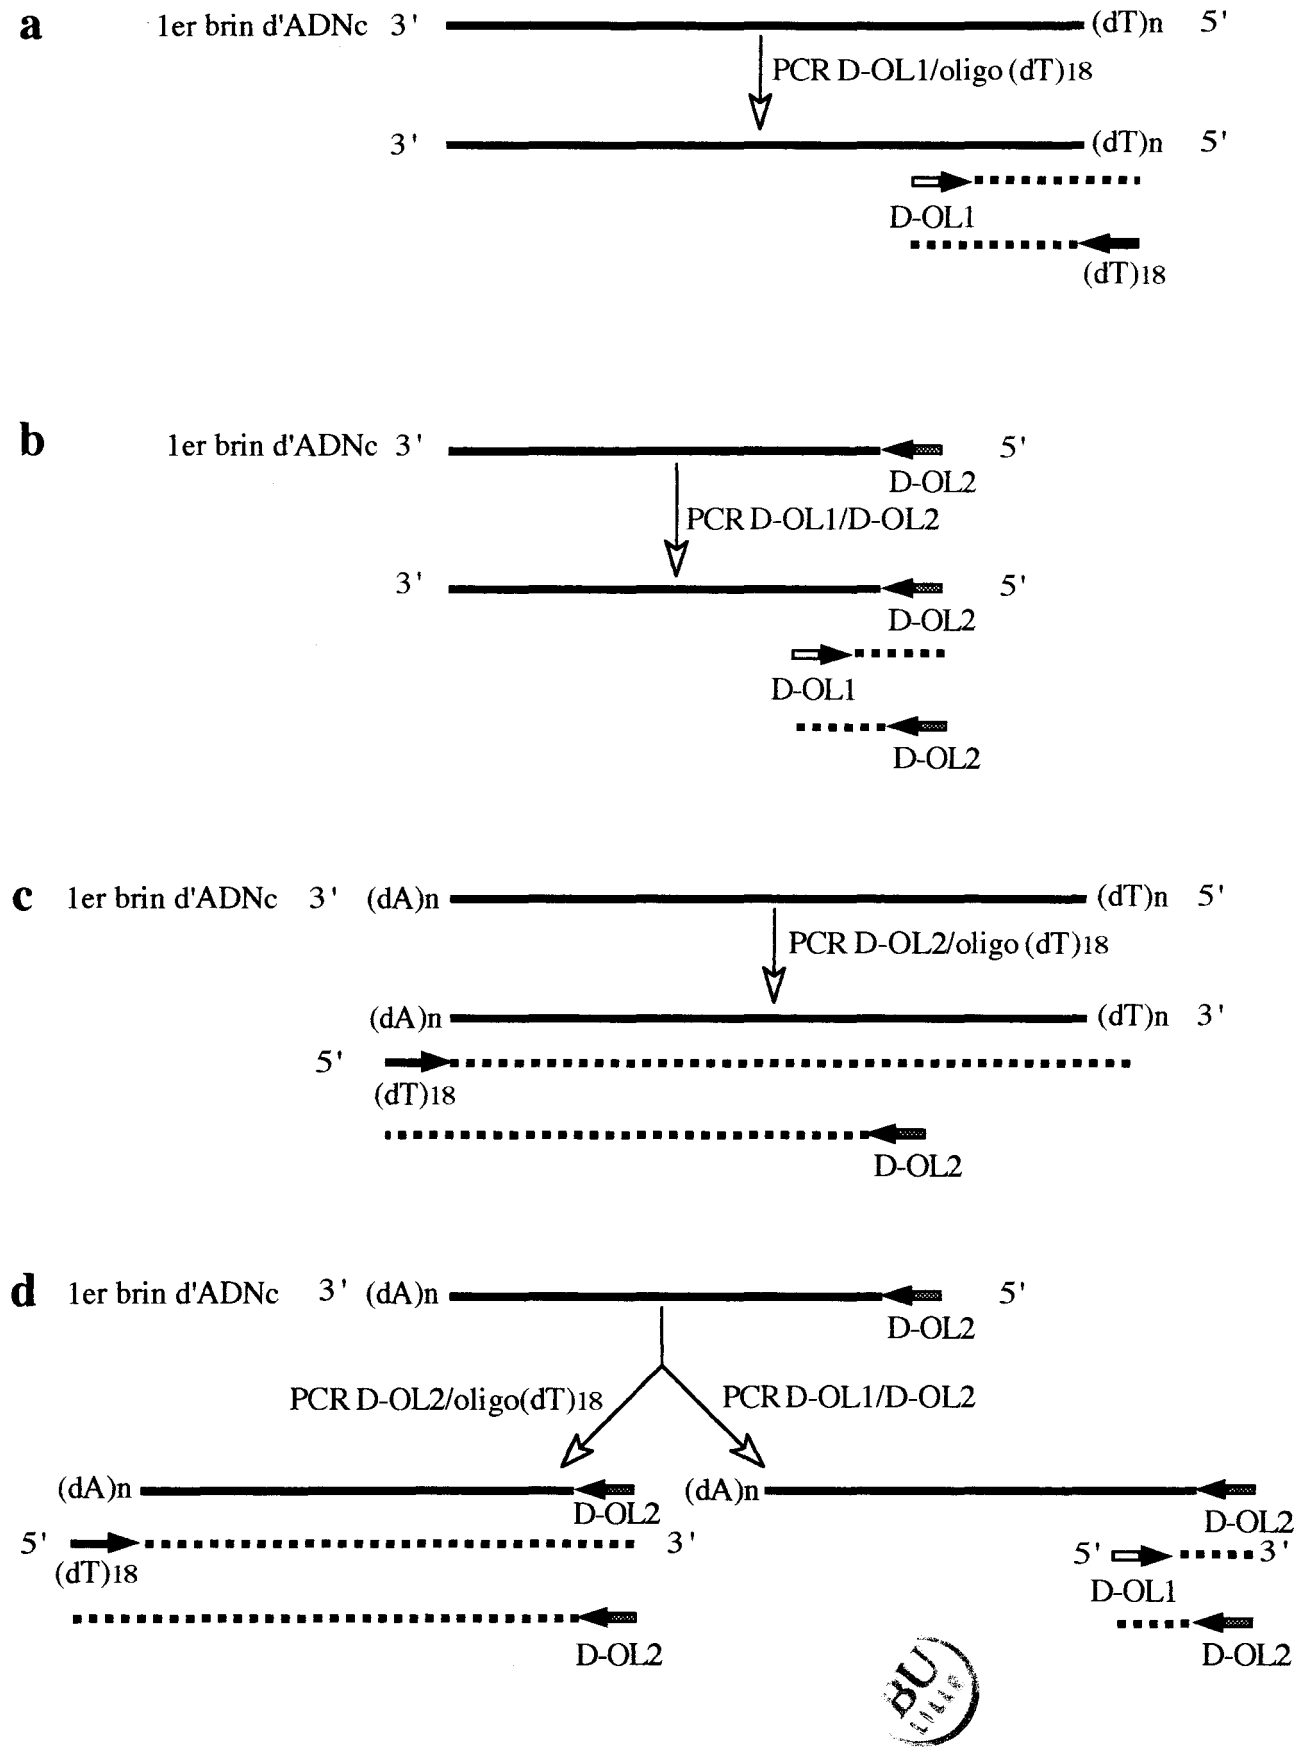 a
1er brin d'ADNc 3' (dT)n 5'
PCR D-OL1/oligo (dT)18
3' (dT)n 5'
D-OL1
(dT)18
b
1er brin d'ADNc 3' 5'
D-OL2
PCR D-OL1/D-OL2
3' 5'
D-OL2
D-OL1
D-OL2
c
1er brin d'ADNc 3' (dA)n (dT)n 5'
PCR D-OL2/oligo (dT)18
(dA)n (dT)n 3'
5'
(dT)18
D-OL2
d
1er brin d'ADNc 3' (dA)n 5'
D-OL2
PCR D-OL2/oligo(dT)18 PCR D-OL1/D-OL2
(dA)n (dA)n
D-OL2 D-OL2
5' 3' 5' 3'
(dT)18 D-OL1
D-OL2 D-OL2
BU
LILLE